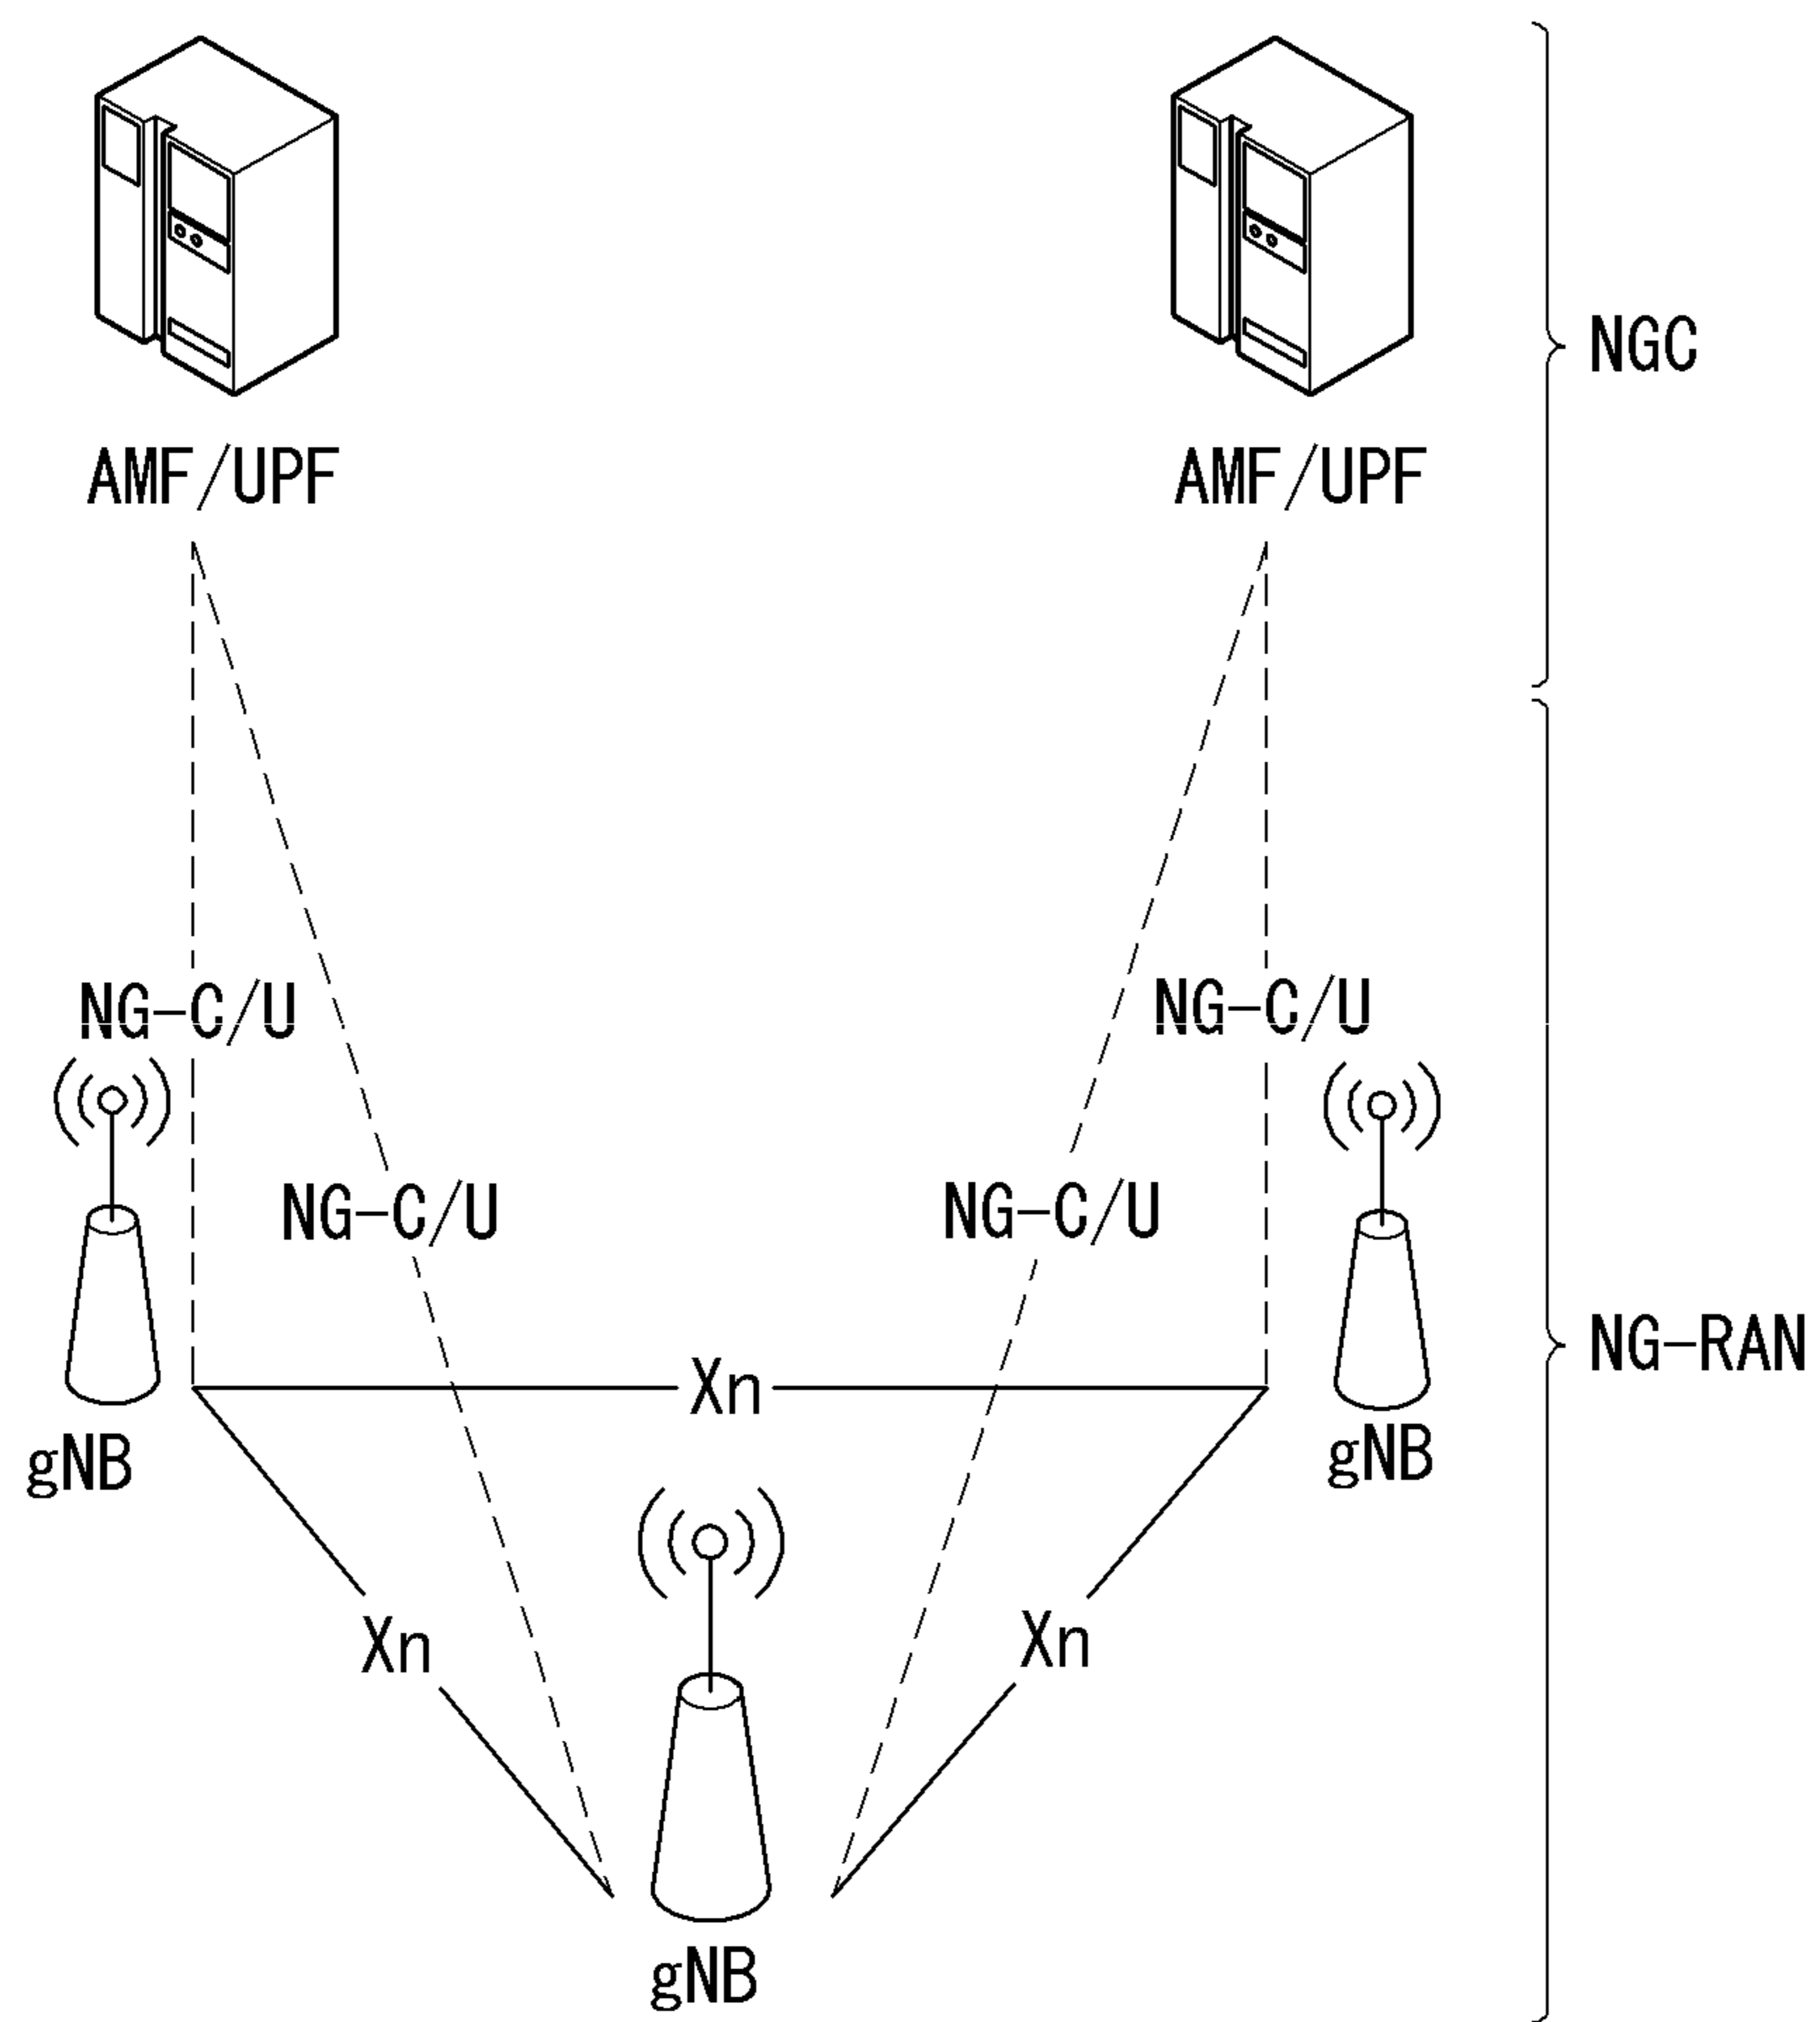 NGC
AMF/UPF
AMF/UPF
NG-C/U
NG-C/U
NG-C/U
NG-C/U
NG-RAN
Xn
gNB
gNB
Xn
Xn
gNB